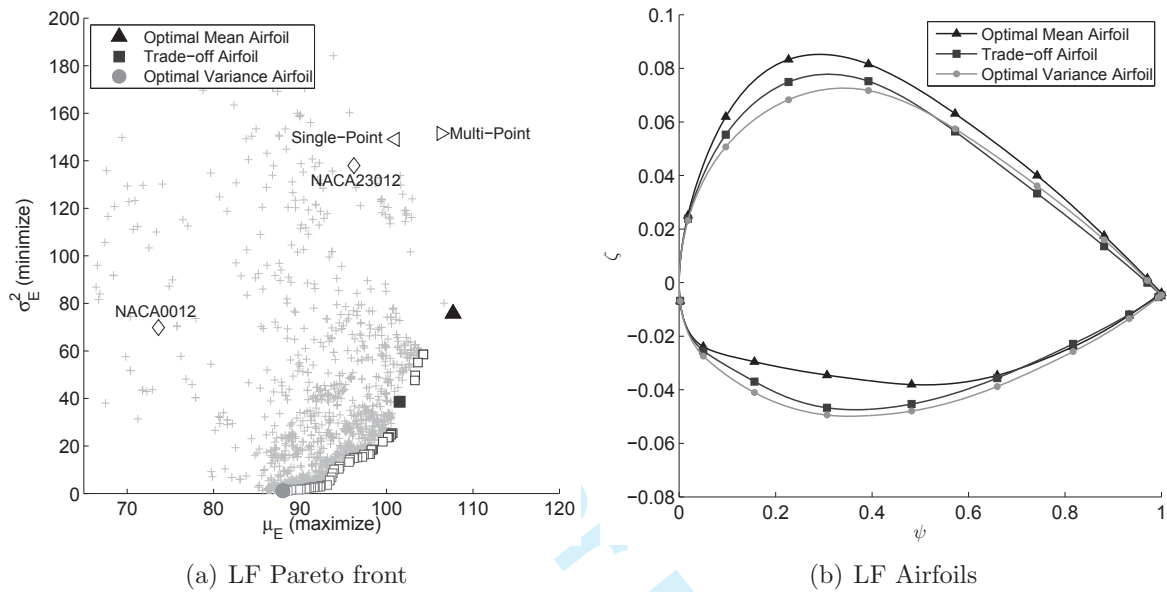 200
180
160
140
120
100
80
60
40
20
0
σ_E^2 (minimize)
Optimal Mean Airfoil
Trade-off Airfoil
Optimal Variance Airfoil
Single-Point
Multi-Point
NACA23012
NACA0012
70 80 90 100 110 120
μ_E (maximize)
(a) LF Pareto front
0.1
0.08
0.06
0.04
0.02
0
−0.02
−0.04
−0.06
−0.08
ζ
Optimal Mean Airfoil
Trade-off Airfoil
Optimal Variance Airfoil
0 0.2 0.4 0.6 0.8 1
ψ
(b) LF Airfoils